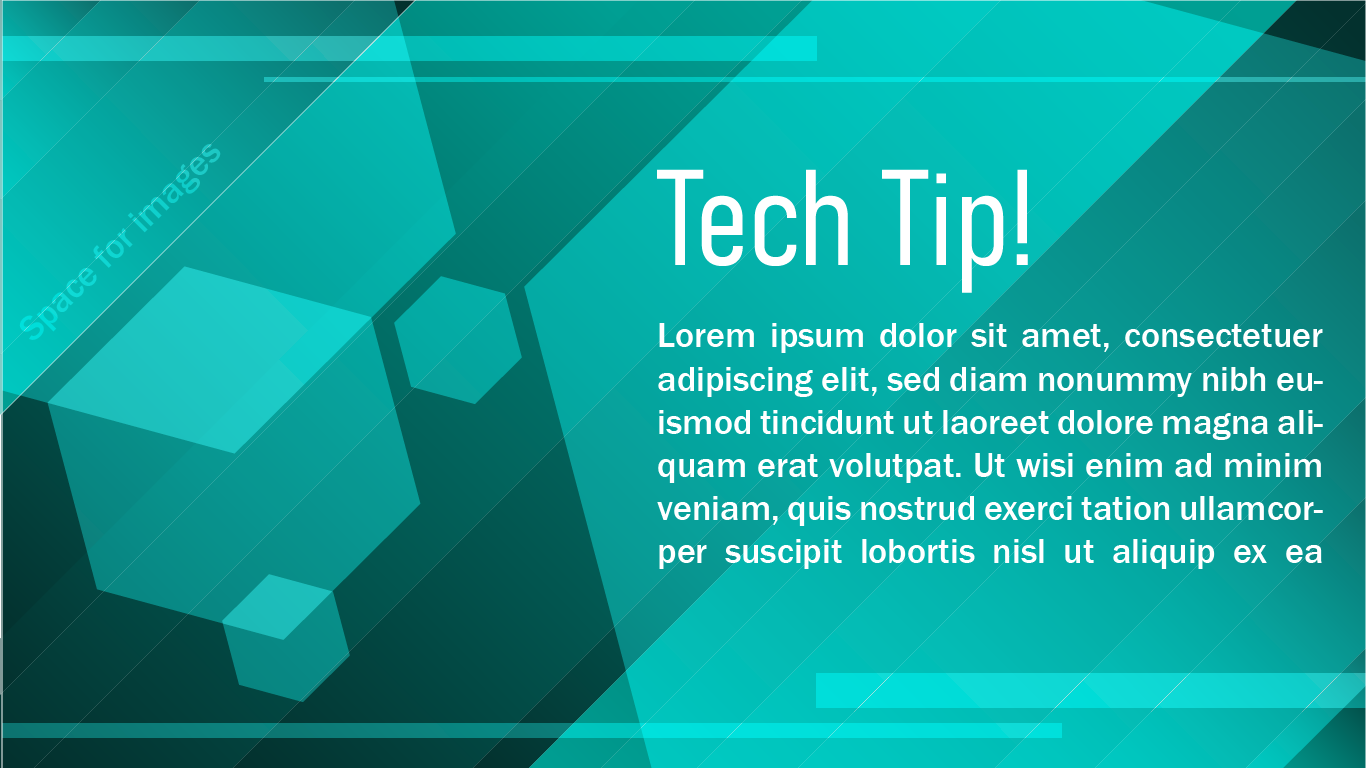 Space for images
Tech Tip!
Lorem ipsum dolor sit amet, consectetuer
adipiscing elit, sed diam nonummy nibh eu-
ismod tincidunt ut laoreet dolore magna ali-
quam erat volutpat. Ut wisi enim ad minim
veniam, quis nostrud exerci tation ullamcor-
per suscipit lobortis nisl ut aliquip ex ea